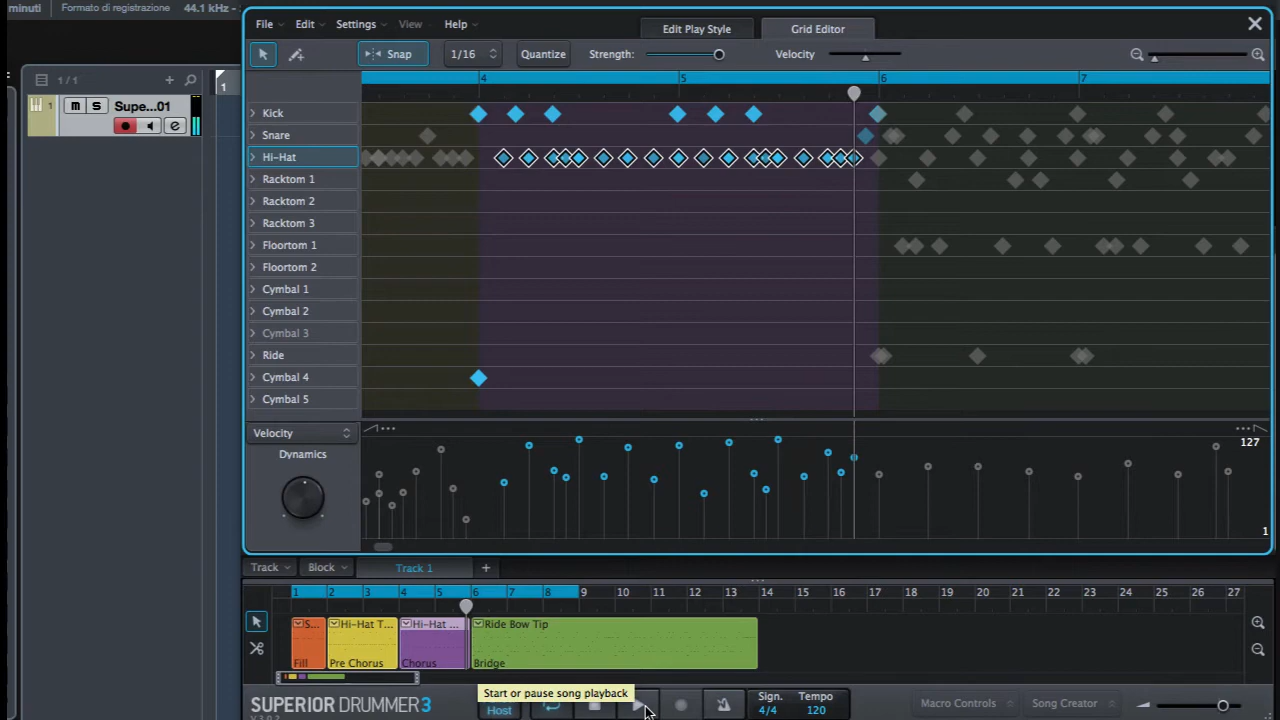 minuti
Formato di registrazione
44.1 kHz -
File
Edit
Settings
View
Help
Edit Play Style
Grid Editor
Snap
1/16
Quantize
Strength:
Velocity
1 / 1
1
4
5
6
7
1
m
s
Supe...01
Kick
Snare
Hi-Hat
Racktom 1
Racktom 2
Racktom 3
Floortom 1
Floortom 2
Cymbal 1
Cymbal 2
Cymbal 3
Ride
Cymbal 4
Cymbal 5
Velocity
Dynamics
127
1
Track
Block
Track 1
1 2 3 4 5 6 7 8 9 10 11 12 13 14 15 16 17 18 19 20 21 22 23 24 25 26 27
S...
Hi-Hat T...
Hi-Hat ...
Ride Bow Tip
Fill
Pre Chorus
Chorus
Bridge
Start or pause song playback
SUPERIOR DRUMMER 3
V 3.0.2
Host
Sign.
4/4
Tempo
120
Macro Controls
Song Creator